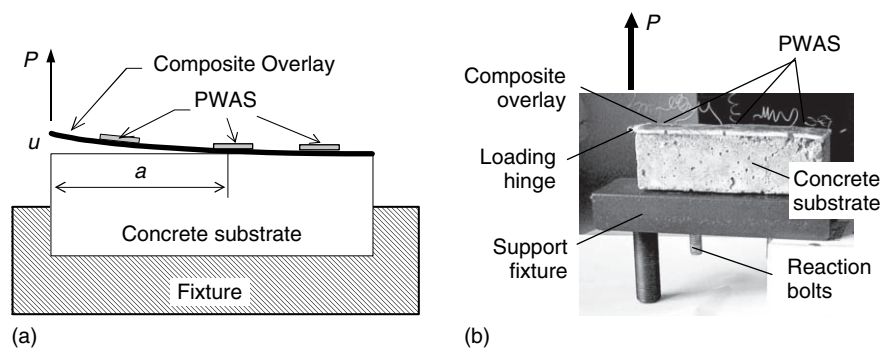 P
Composite Overlay
PWAS
u
a
Concrete substrate
Fixture
(a)
P
PWAS
Composite
overlay
Loading
hinge
Concrete
substrate
Support
fixture
Reaction
bolts
(b)